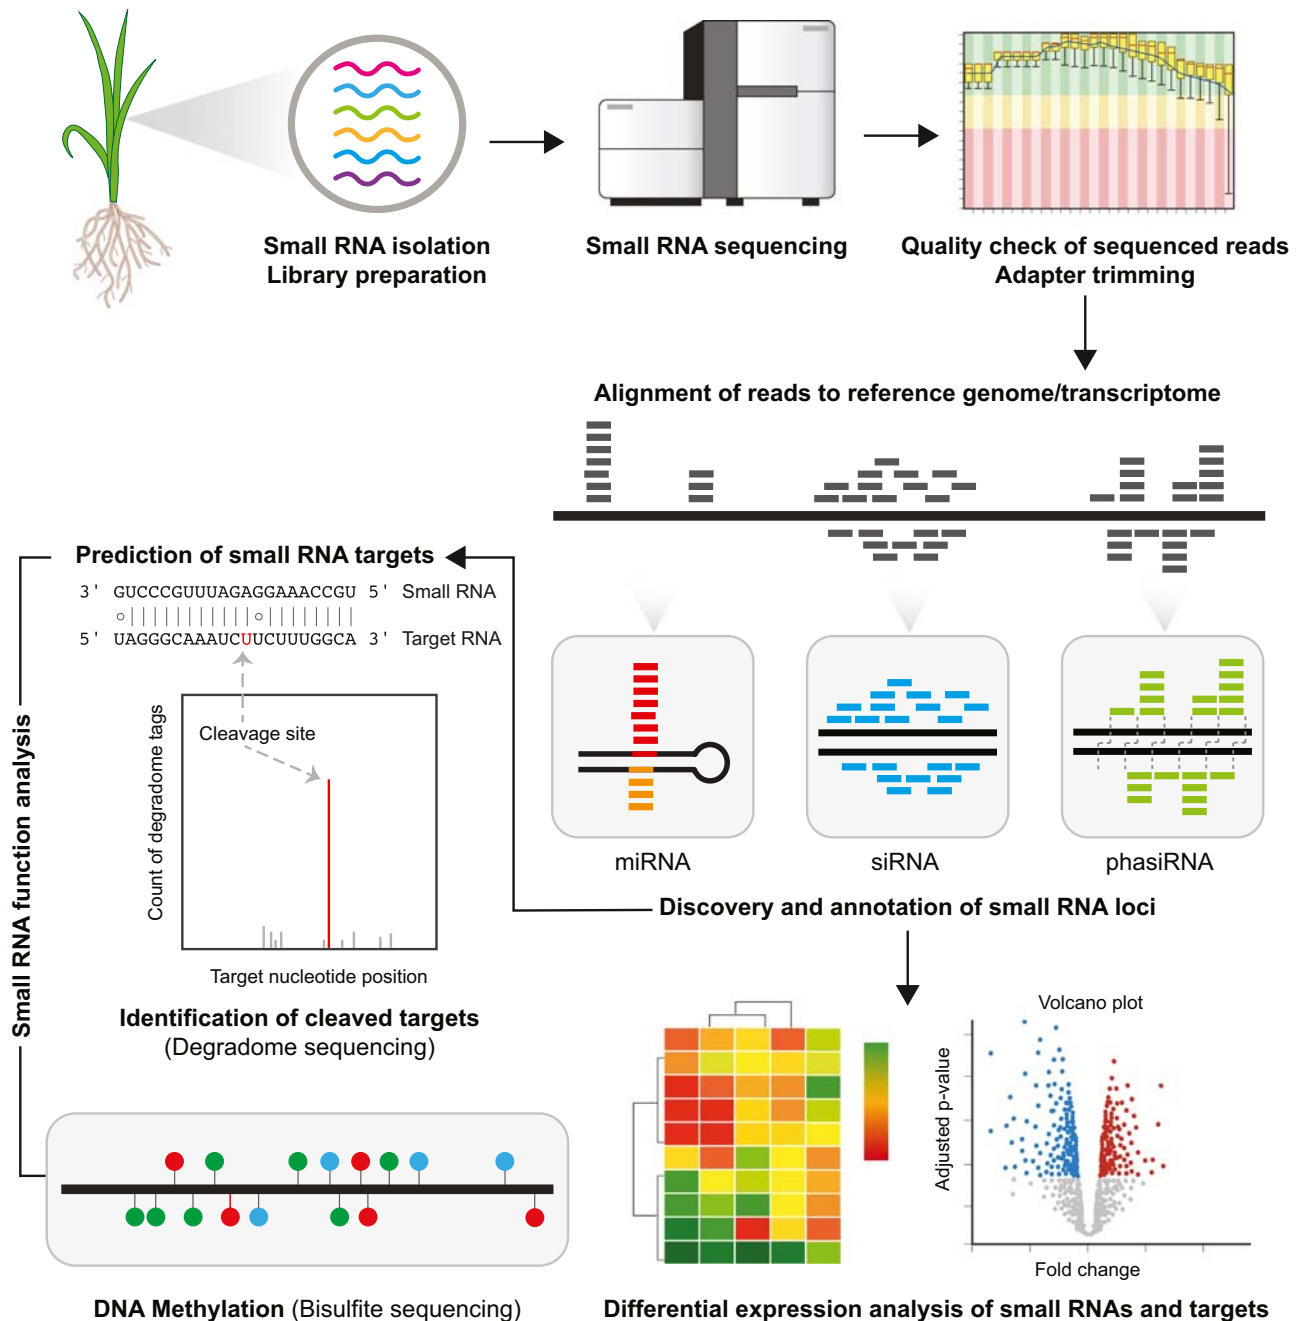 Small RNA isolation
Library preparation
Small RNA sequencing
Quality check of sequenced reads
Adapter trimming
Alignment of reads to reference genome/transcriptome
Prediction of small RNA targets
3' GUCCCGUUUAGAGGAAACCGU 5' Small RNA
5' UAGGGCAAAUCUUCUUUGGCA 3' Target RNA
Cleavage site
Count of degradome tags
Target nucleotide position
Identification of cleaved targets
(Degradome sequencing)
Small RNA function analysis
miRNA
siRNA
phasiRNA
Discovery and annotation of small RNA loci
Volcano plot
Adjusted p-value
Fold change
DNA Methylation (Bisulfite sequencing)
Differential expression analysis of small RNAs and targets